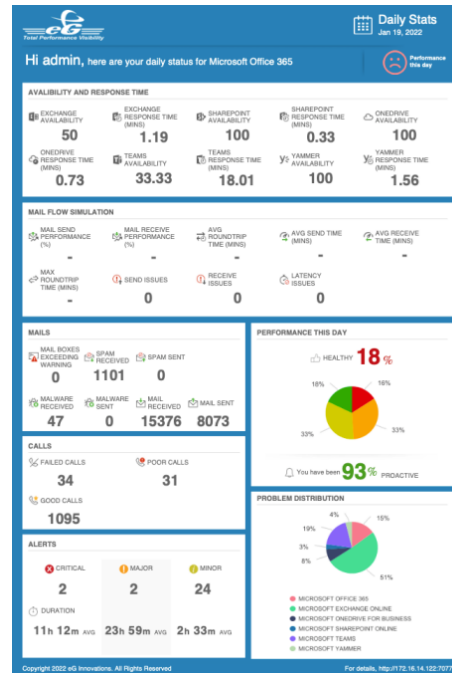 eG
Total Performance Visibility
Daily Stats
Jan 19, 2022
Hi admin, here are your daily status for Microsoft Office 365
Performance
this day
AVALIBILITY AND RESPONSE TIME
EXCHANGE AVAILABILITY
50
EXCHANGE RESPONSE TIME (MINS)
1.19
SHAREPOINT AVAILABILITY
100
SHAREPOINT RESPONSE TIME (MINS)
0.33
ONEDRIVE AVAILABILITY
100
ONEDRIVE RESPONSE TIME (MINS)
0.73
TEAMS AVAILABILITY
33.33
TEAMS RESPONSE TIME (MINS)
18.01
YAMMER AVAILABILITY
100
YAMMER RESPONSE TIME (MINS)
1.56
MAIL FLOW SIMULATION
MAIL SEND PERFORMANCE (%)
-
MAIL RECEIVE PERFORMANCE (%)
-
AVG ROUNDTRIP TIME (MINS)
-
AVG SEND TIME (MINS)
-
AVG RECEIVE TIME (MINS)
-
MAX ROUNDTRIP TIME (MINS)
-
SEND ISSUES
0
RECEIVE ISSUES
0
LATENCY ISSUES
0
MAILS
MAIL BOXES EXCEEDING WARNING
0
SPAM RECEIVED
1101
SPAM SENT
0
MALWARE RECEIVED
47
MALWARE SENT
0
MAIL RECEIVED
15376
MAIL SENT
8073
CALLS
FAILED CALLS
34
POOR CALLS
31
GOOD CALLS
1095
ALERTS
CRITICAL
2
MAJOR
2
MINOR
24
DURATION
11h 12m AVG
23h 59m AVG
2h 33m AVG
PERFORMANCE THIS DAY
HEALTHY 18 %
18%
16%
33%
33%
You have been 93% PROACTIVE
PROBLEM DISTRIBUTION
4%
15%
19%
3%
8%
51%
MICROSOFT OFFICE 365
MICROSOFT EXCHANGE ONLINE
MICROSOFT ONEDRIVE FOR BUSINESS
MICROSOFT SHAREPOINT ONLINE
MICROSOFT TEAMS
MICROSOFT YAMMER
Copyright 2022 eG Innovations. All Rights Reserved
For details, http://172.16.14.122:7077